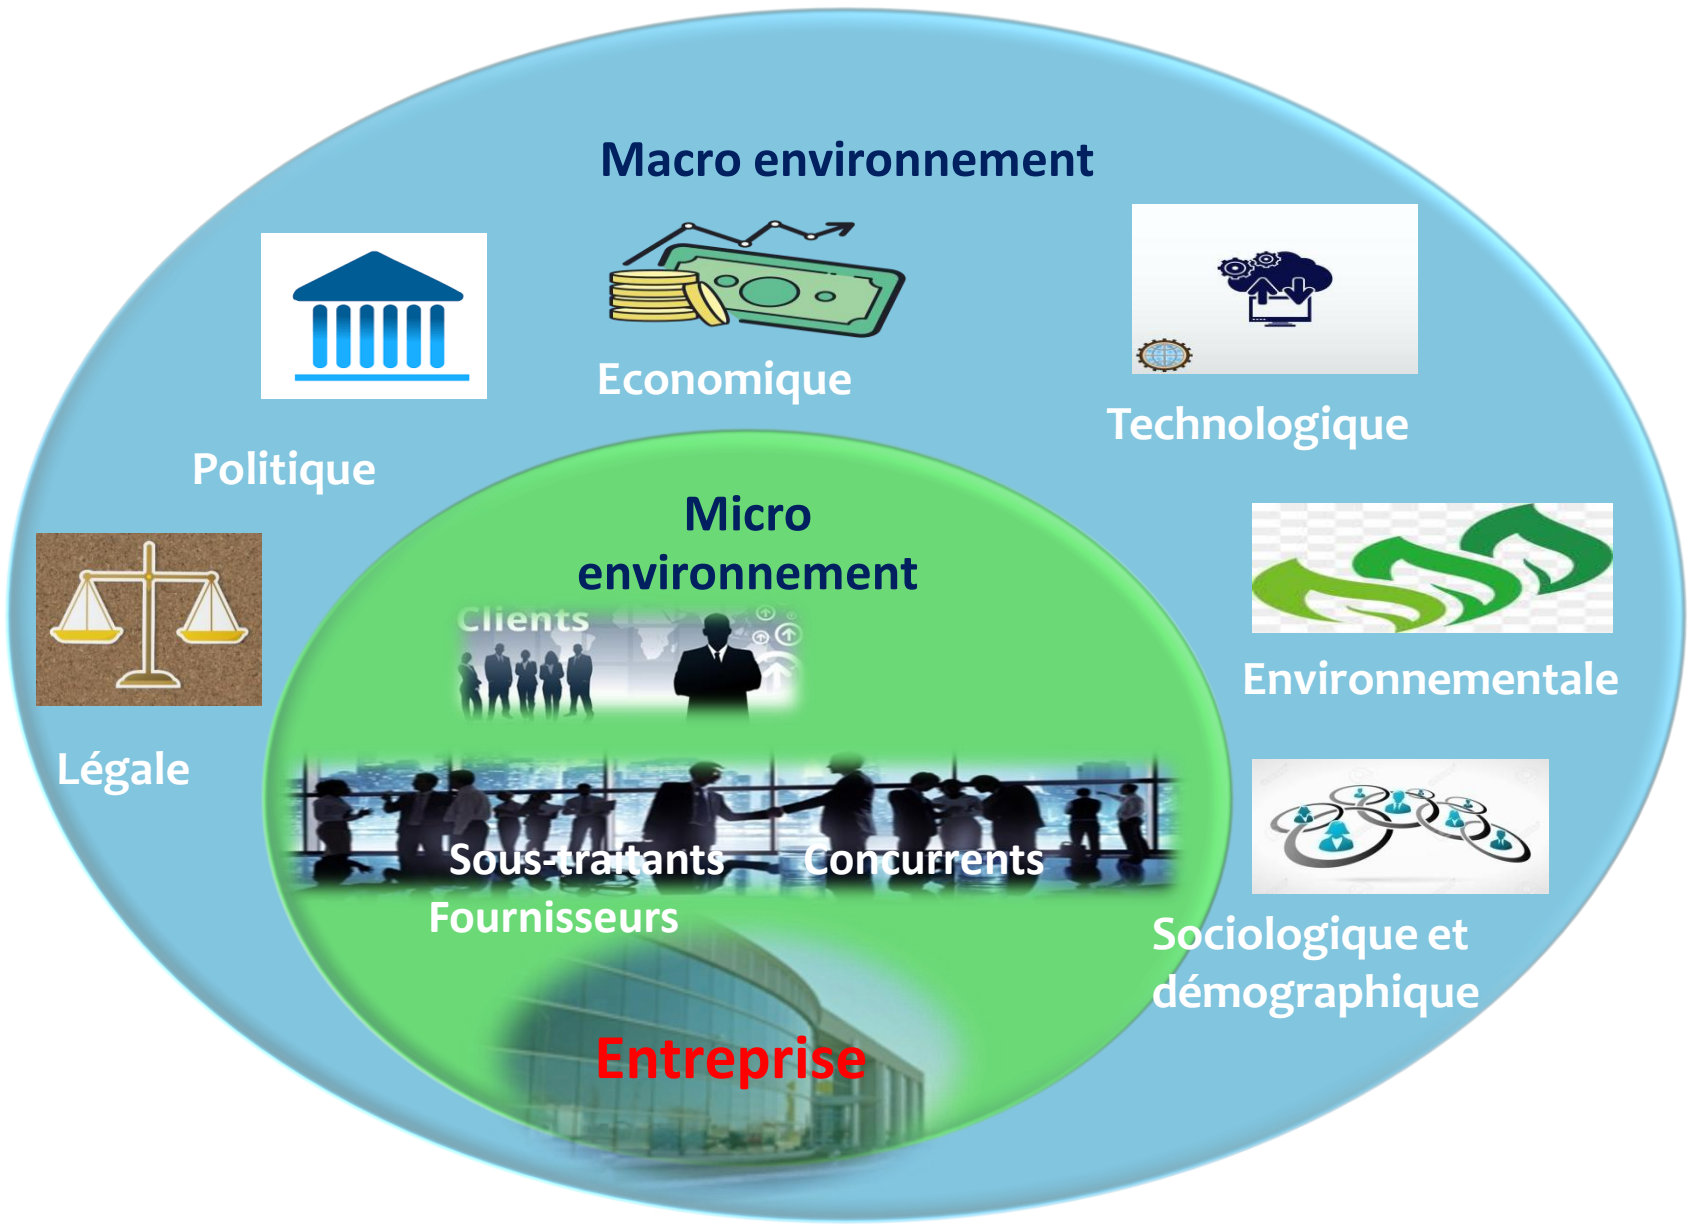 Macro environnement
Economique
Technologique
Politique
Micro
environnement
Clients
Environnementale
Légale
Sous-traitants Concurrents
Fournisseurs
Sociologique et
démographique
Entreprise